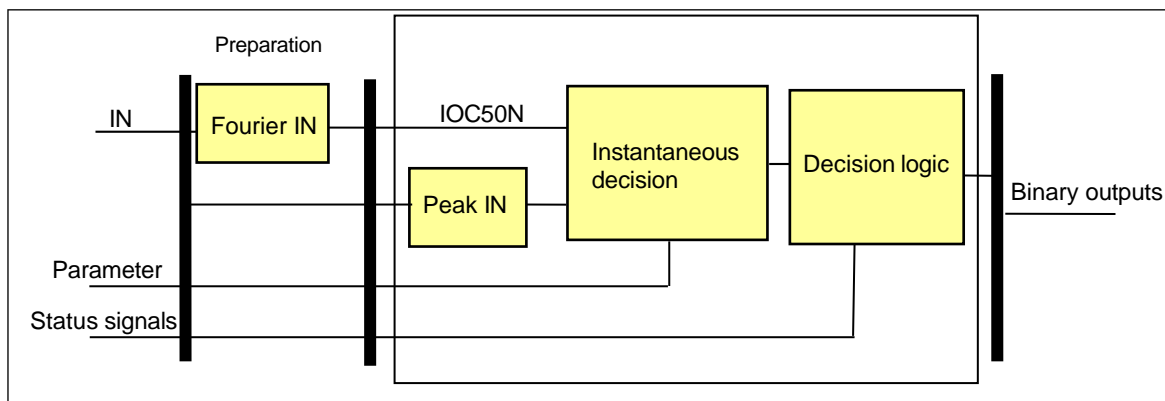 Preparation
IN
Fourier IN
IOC50N
Instantaneous
decision
Decision logic
Peak IN
Binary outputs
Parameter
Status signals